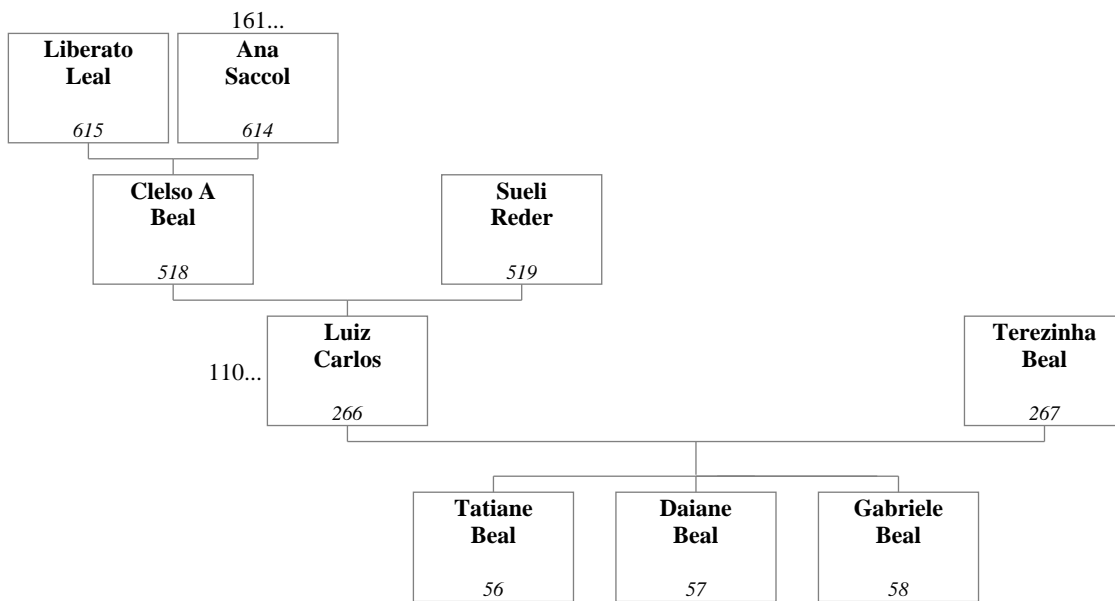 161...
Liberato
Leal
615
Ana
Saccol
614
Clelso A
Beal
518
Sueli
Reder
519
110...
Luiz
Carlos
266
Terezinha
Beal
267
Tatiane
Beal
56
Daiane
Beal
57
Gabriele
Beal
58